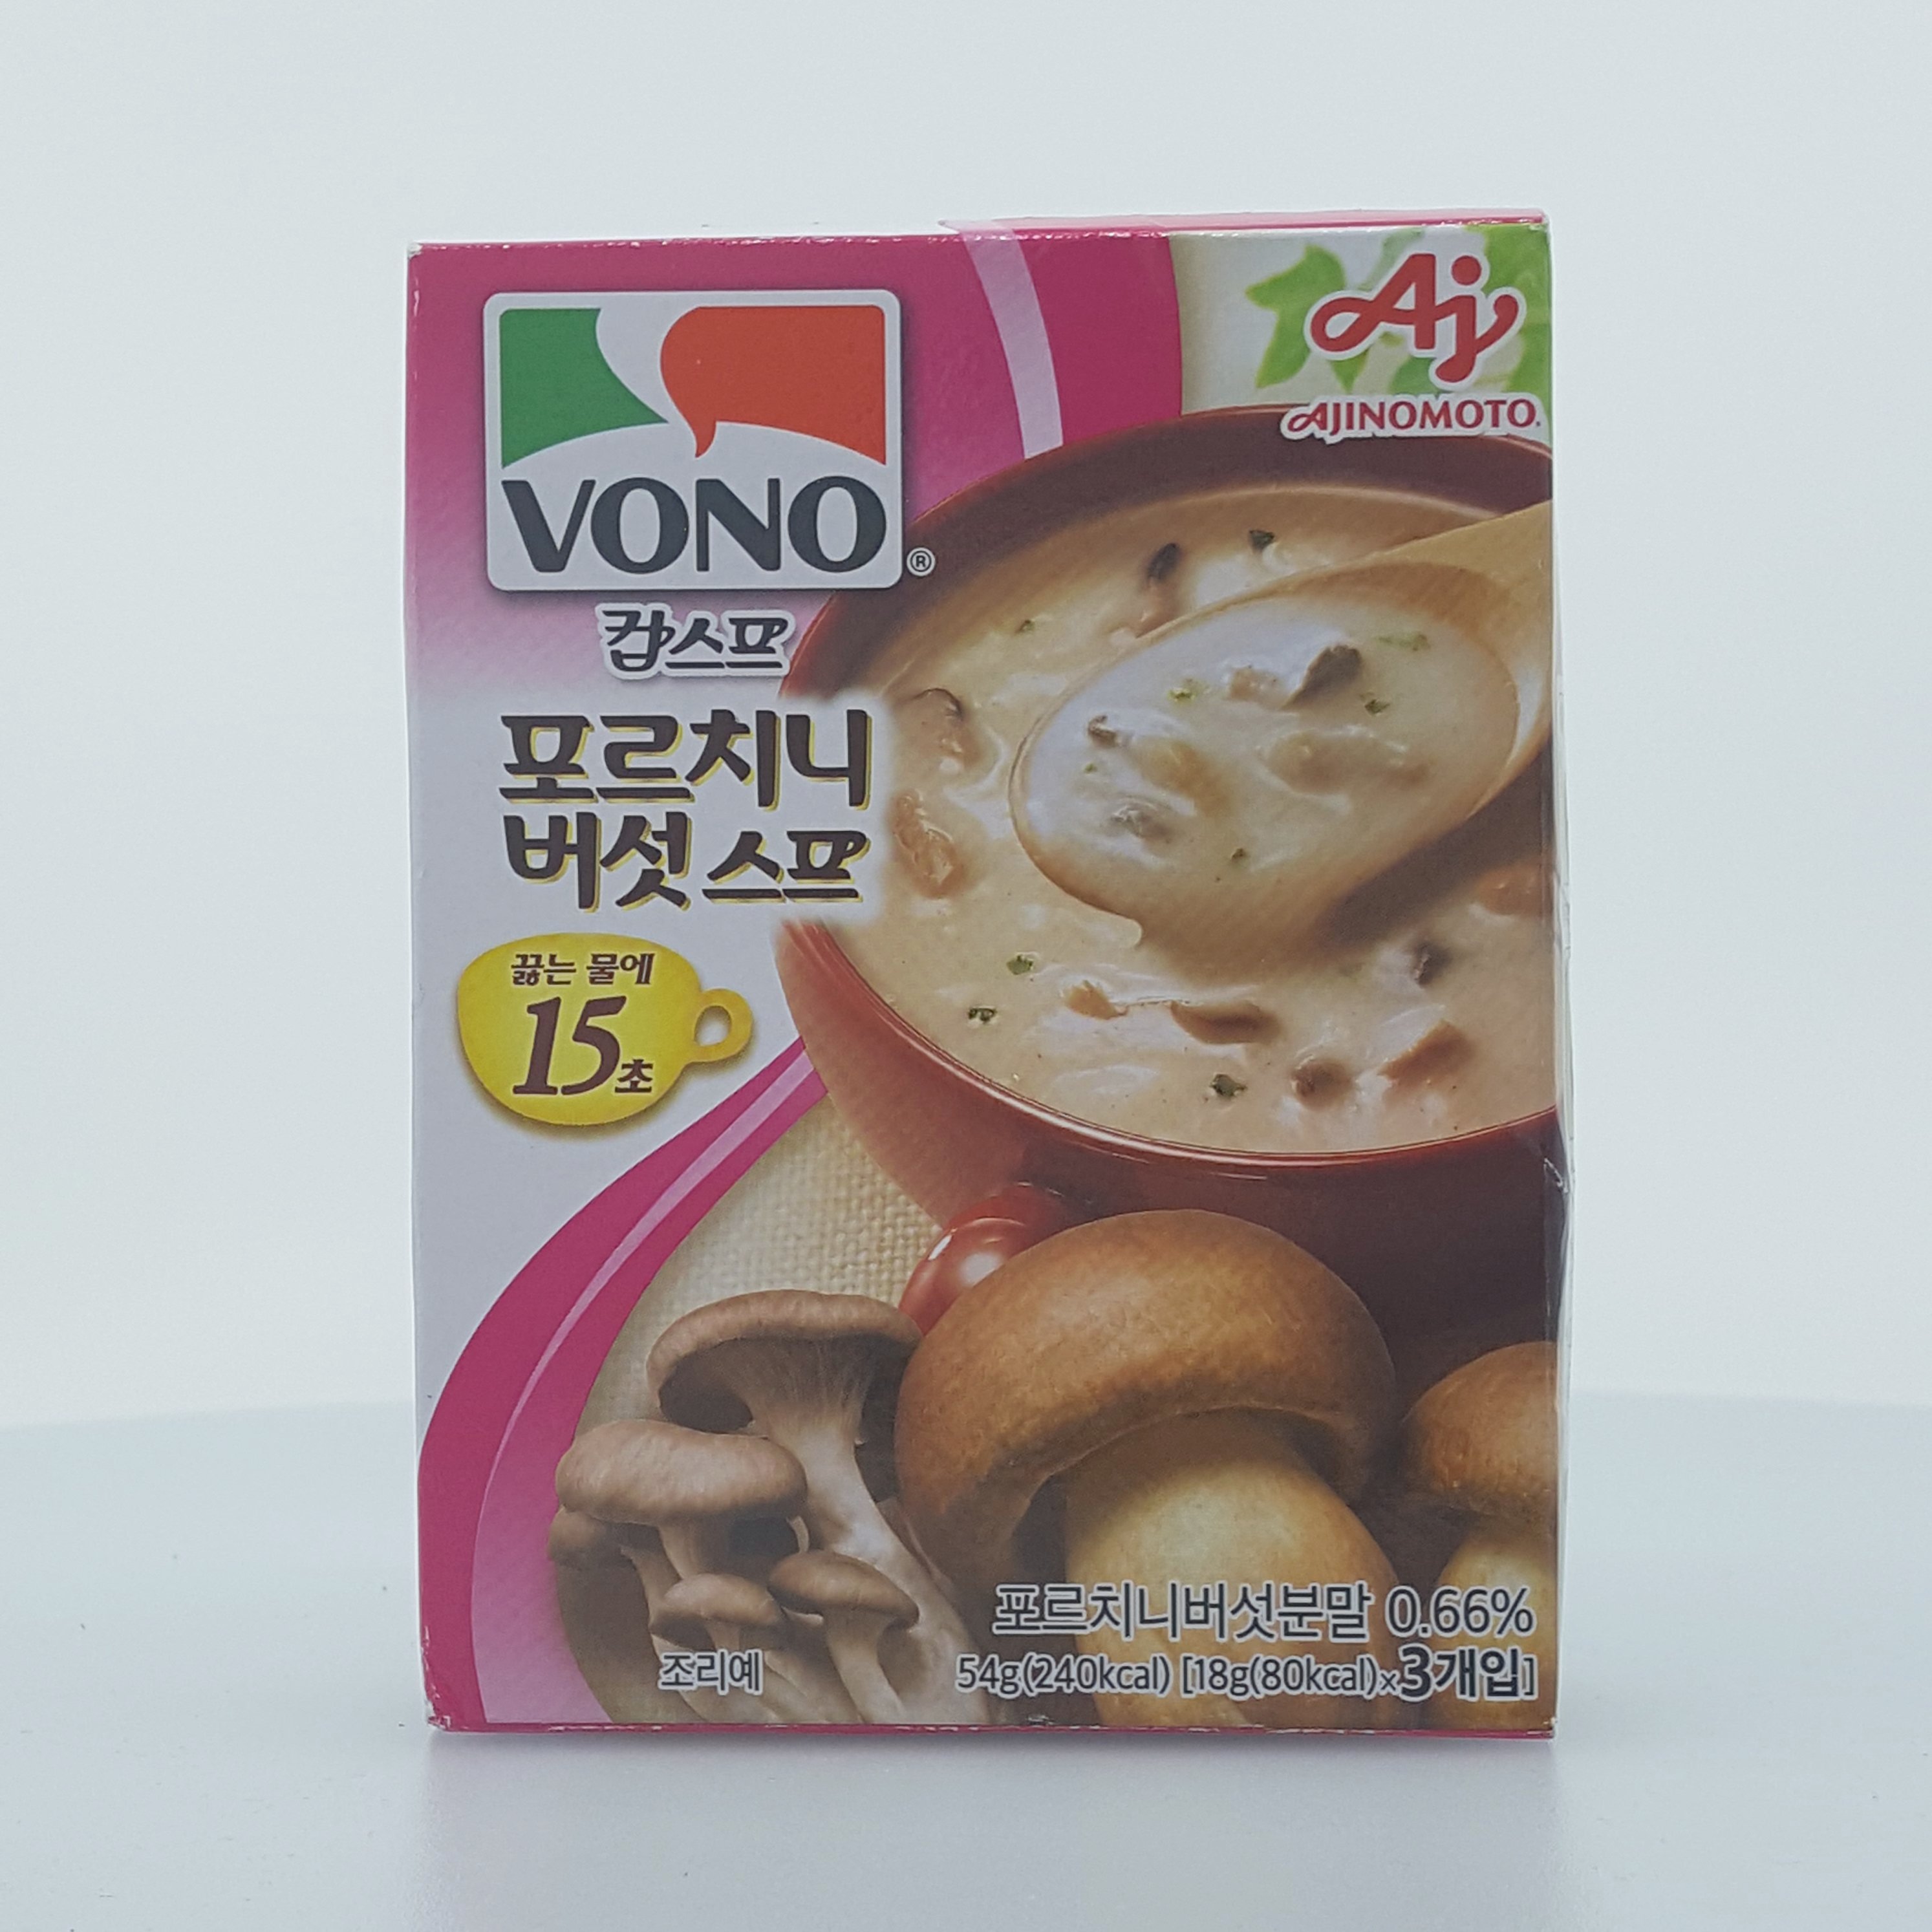 Aj
AJINOMOTO.
VONO®
컵스프
포르치니
버섯스프
끓는 물에
15초
포르치니버섯분말 0.66%
조리예
54g(240kcal) [18g(80kcal)×3개입]